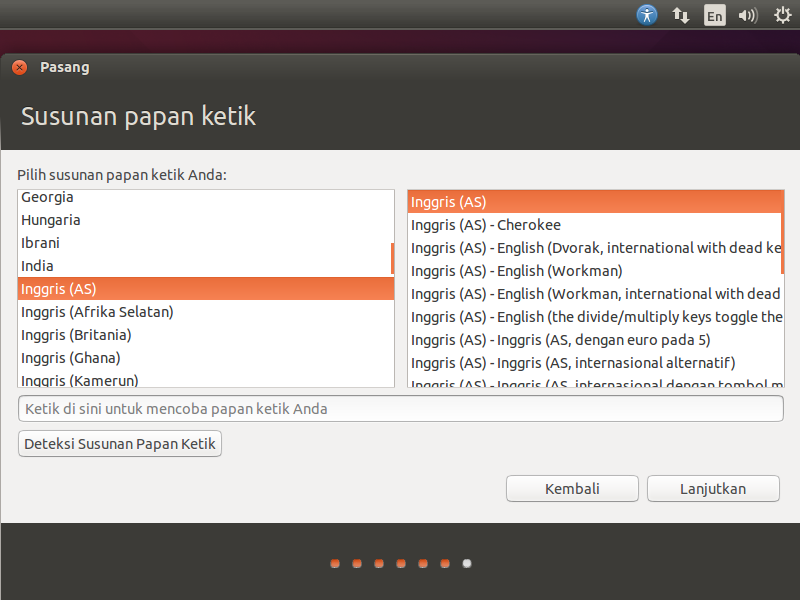 En
Pasang
Susunan papan ketik
Pilih susunan papan ketik Anda:
Georgia
Hungaria
Ibrani
India
Inggris (AS)
Inggris (Afrika Selatan)
Inggris (Britania)
Inggris (Ghana)
Inggris (Kamerun)
Inggris (AS)
Inggris (AS) - Cherokee
Inggris (AS) - English (Dvorak, international with dead ke
Inggris (AS) - English (Workman)
Inggris (AS) - English (Workman, international with dead
Inggris (AS) - English (the divide/multiply keys toggle the
Inggris (AS) - Inggris (AS, dengan euro pada 5)
Inggris (AS) - Inggris (AS, internasional alternatif)
Inggris (AS) - Inggris (AS, internasional dengan tombol m
Ketik di sini untuk mencoba papan ketik Anda
Deteksi Susunan Papan Ketik
Kembali
Lanjutkan